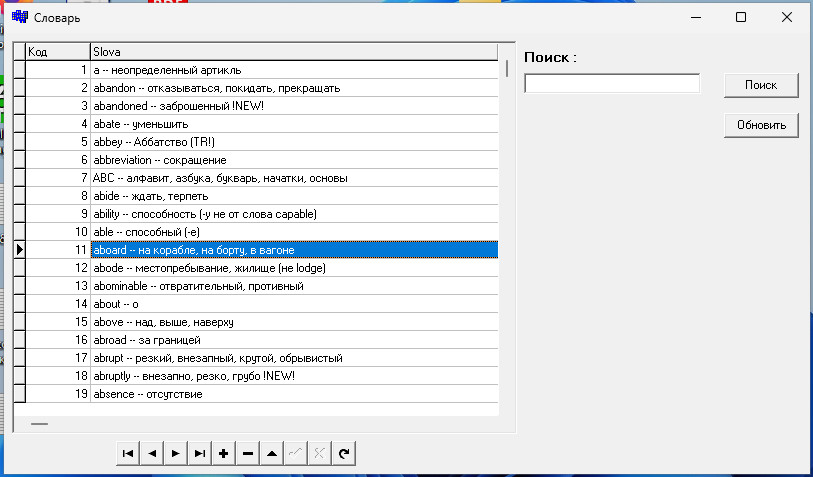 Словарь
Код Slova
1 a -- неопределенный артикль
2 abandon -- отказываться, покидать, прекращать
3 abandoned -- заброшенный !NEW!
4 abate -- уменьшить
5 abbey -- Аббатство (TR!)
6 abbreviation -- сокращение
7 ABC -- алфавит, азбука, букварь, начатки, основы
8 abide -- ждать, терпеть
9 ability -- способность (-y не от слова capable)
10 able -- способный (-е)
11 aboard -- на корабле, на борту, в вагоне
12 abode -- местопребывание, жилище (не lodge)
13 abominable -- отвратительный, противный
14 about -- о
15 above -- над, выше, наверху
16 abroad -- за границей
17 abrupt -- резкий, внезапный, крутой, обрывистый
18 abruptly -- внезапно, резко, грубо !NEW!
19 absence -- отсутствие
Поиск :
Поиск
Обновить